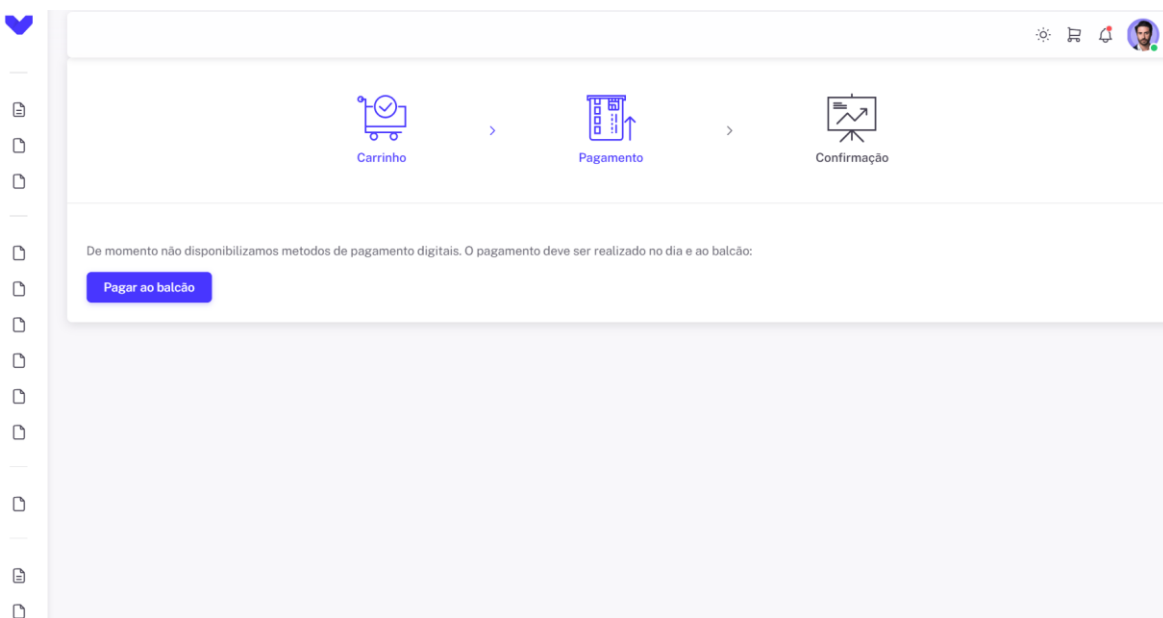 Carrinho
Pagamento
Confirmação
De momento não disponibilizamos metodos de pagamento digitais. O pagamento deve ser realizado no dia e ao balcão:
Pagar ao balcão